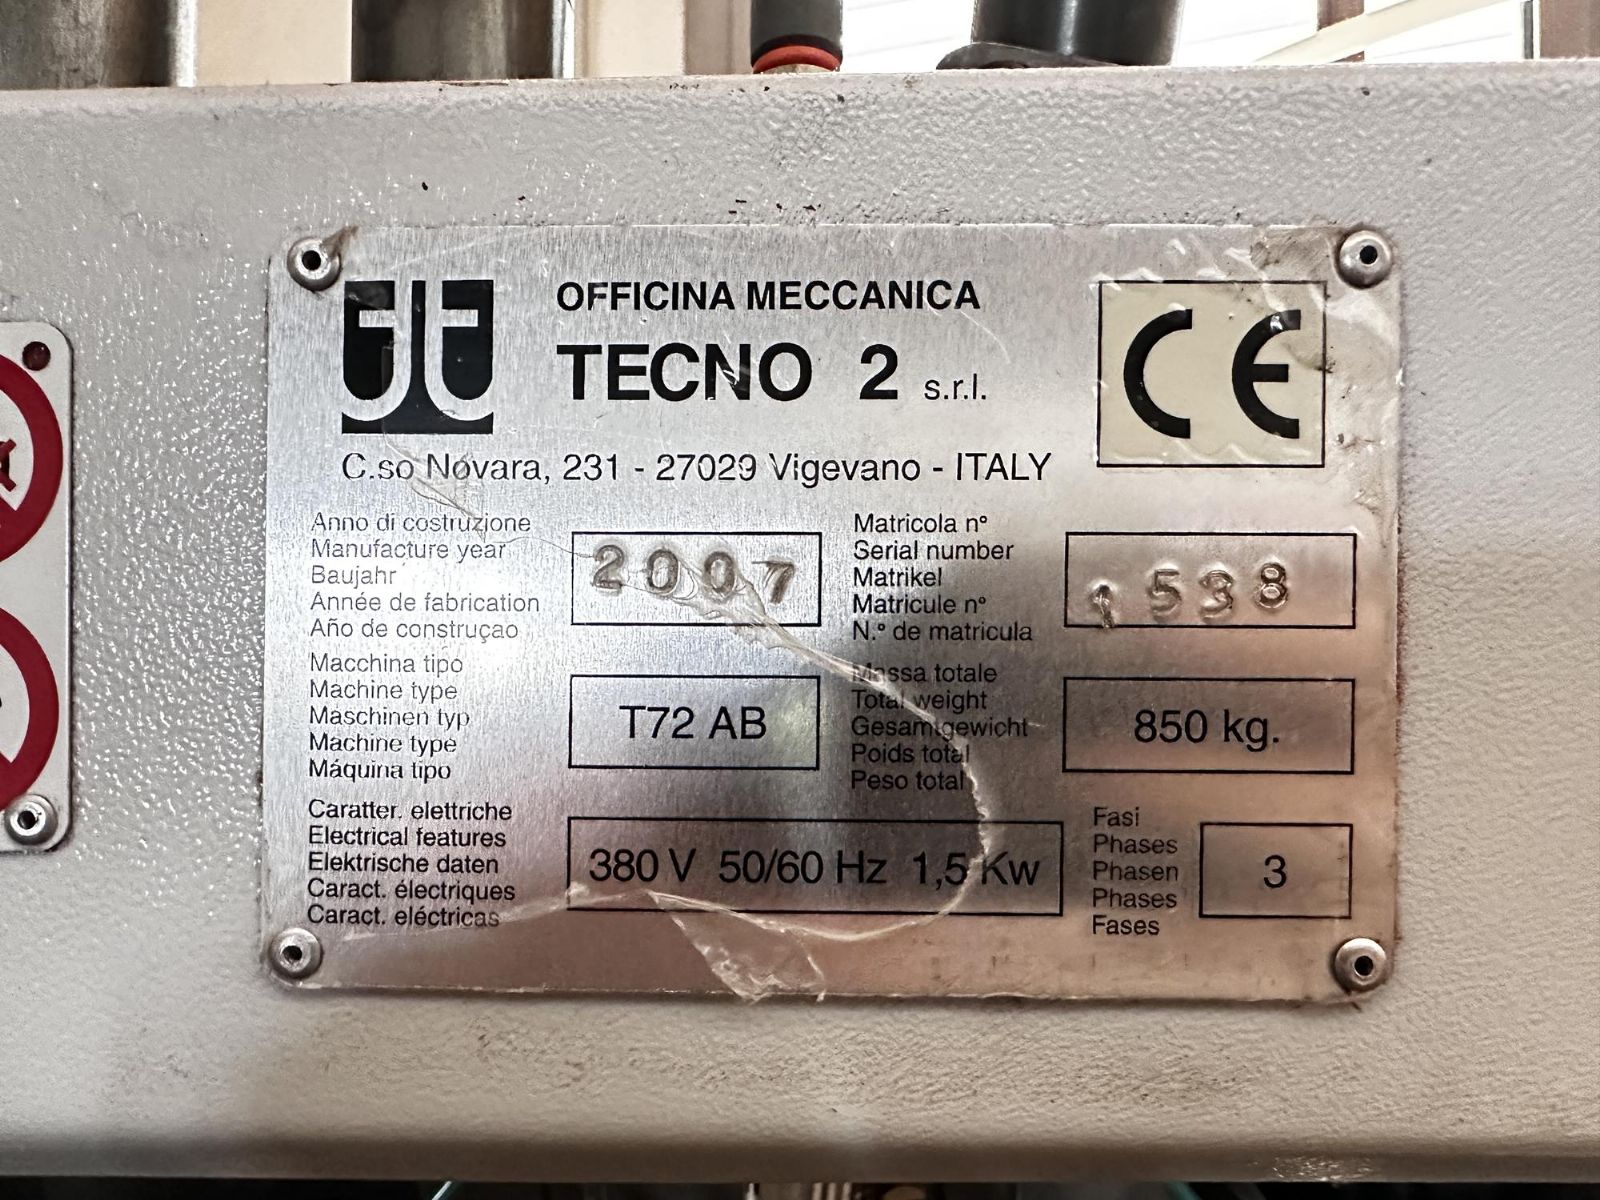 OFFICINA MECCANICA
TECNO 2 s.r.l.
CE
C.so Novara, 231 - 27029 Vigevano - ITALY
Anno di costruzione
Manufacture year
Baujahr
Année de fabrication
Año de construçao
2007
Matricola n°
Serial number
Matrikel
Matricule n°
N.° de matricula
1538
Macchina tipo
Machine type
Maschinen typ
Machine type
Máquina tipo
T72 AB
Massa totale
Total weight
Gesamtgewicht
Poids total
Peso total
850 kg.
Caratter. elettriche
Electrical features
Elektrische daten
Caract. électriques
Caract. eléctricas
380 V 50/60 Hz 1,5 Kw
Fasi
Phases
Phasen
Phases
Fases
3